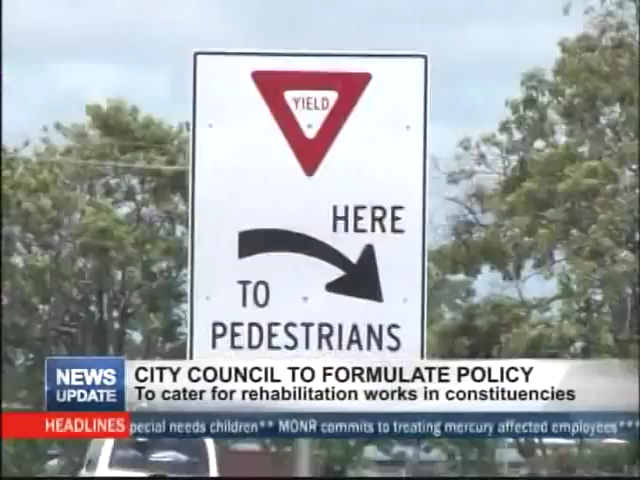 YIELD
HERE
TO
PEDESTRIANS
NEWS
UPDATE
CITY COUNCIL TO FORMULATE POLICY
To cater for rehabilitation works in constituencies
HEADLINES
pecial needs children** MONR commits to treating mercury affected employees***